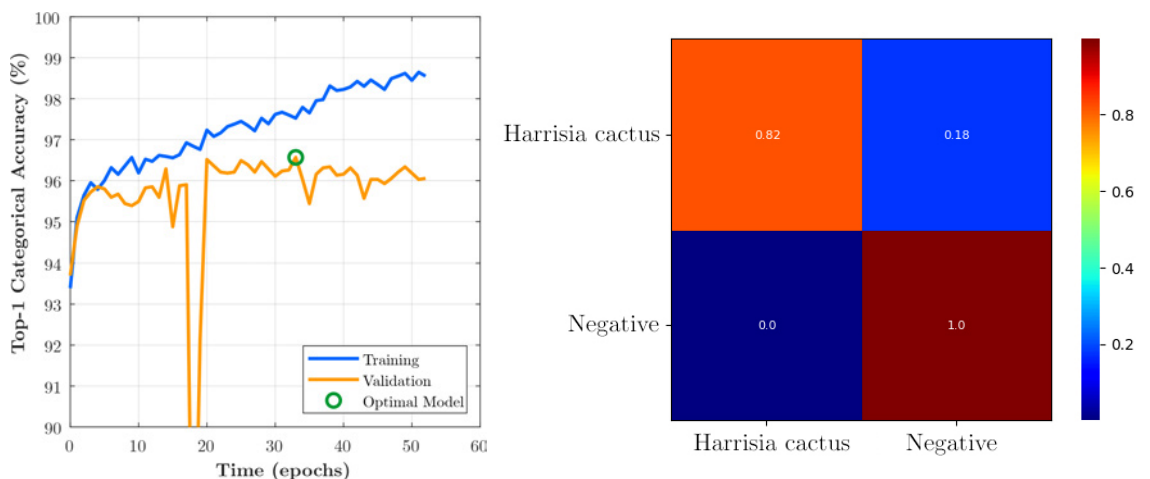 Top-1 Categorical Accuracy (%)
100
99
98
97
96
95
94
93
92
91
90
0
10
20
30
40
50
60
Time (epochs)
Training
Validation
Optimal Model
Harrisia cactus
Negative
0.82
0.18
0.0
1.0
Harrisia cactus
Negative
0.8
0.6
0.4
0.2